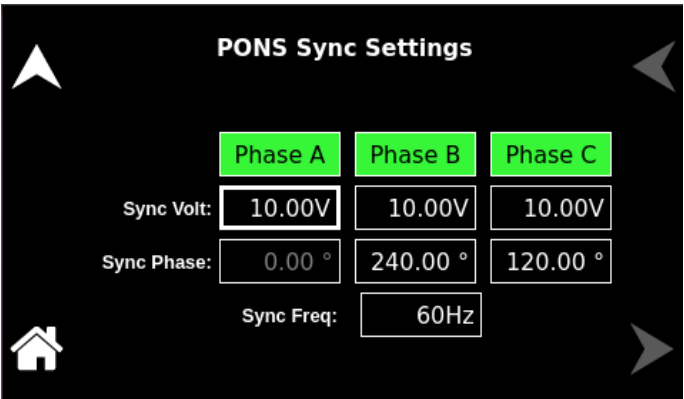 PONS Sync Settings
Phase A Phase B Phase C
Sync Volt: 10.00V 10.00V 10.00V
Sync Phase: 0.00 ° 240.00 ° 120.00 °
Sync Freq: 60Hz